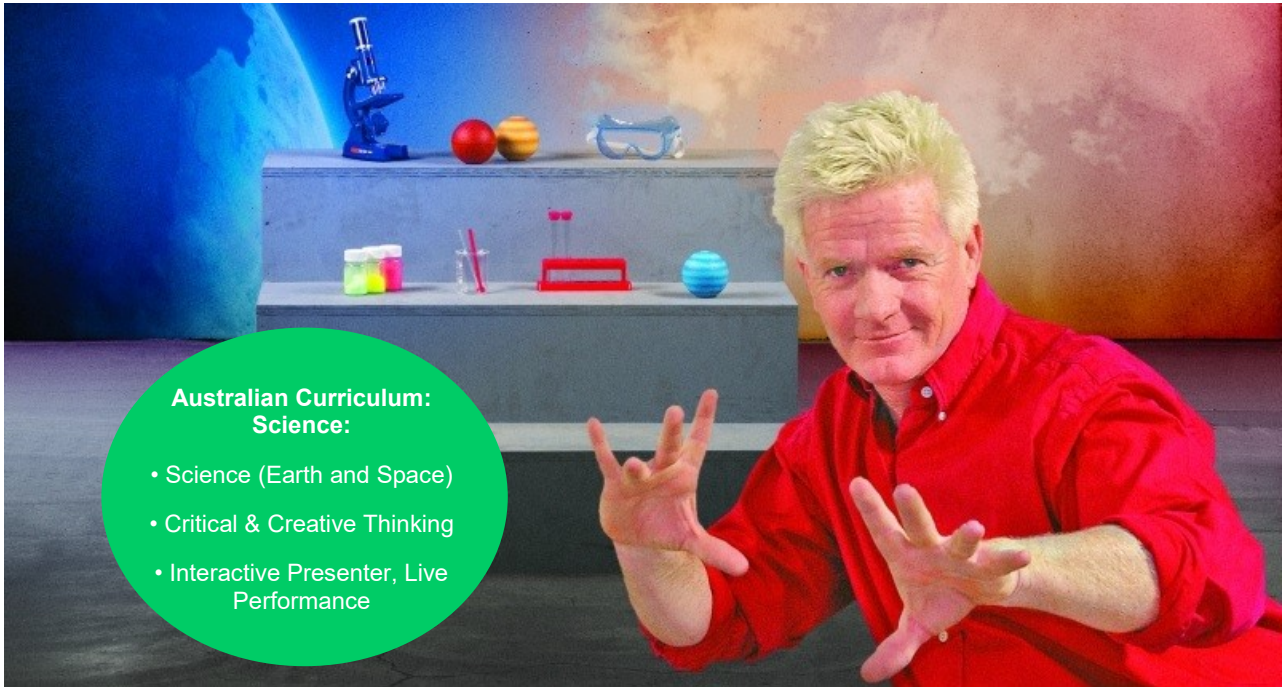 Australian Curriculum:
Science:
• Science (Earth and Space)
• Critical & Creative Thinking
• Interactive Presenter, Live
Performance